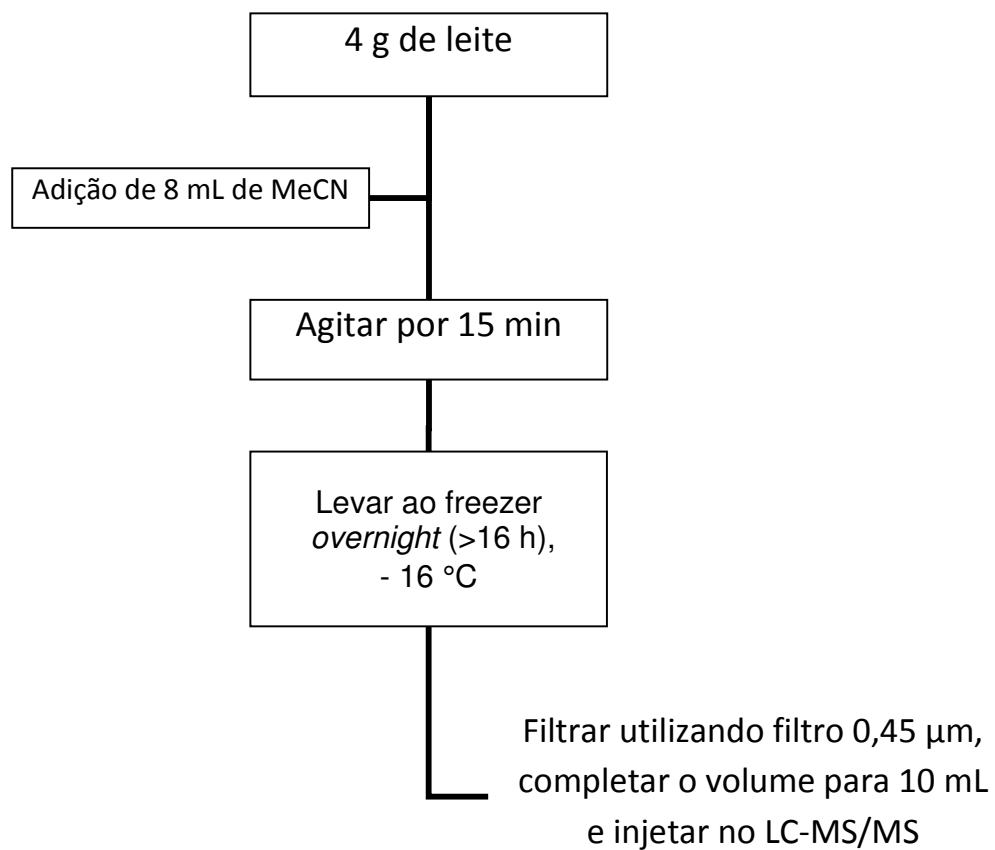 4 g de leite
Adição de 8 mL de MeCN
Agitar por 15 min
Levar ao freezer
overnight (>16 h),
- 16 °C
Filtrar utilizando filtro 0,45 µm,
completar o volume para 10 mL
e injetar no LC-MS/MS